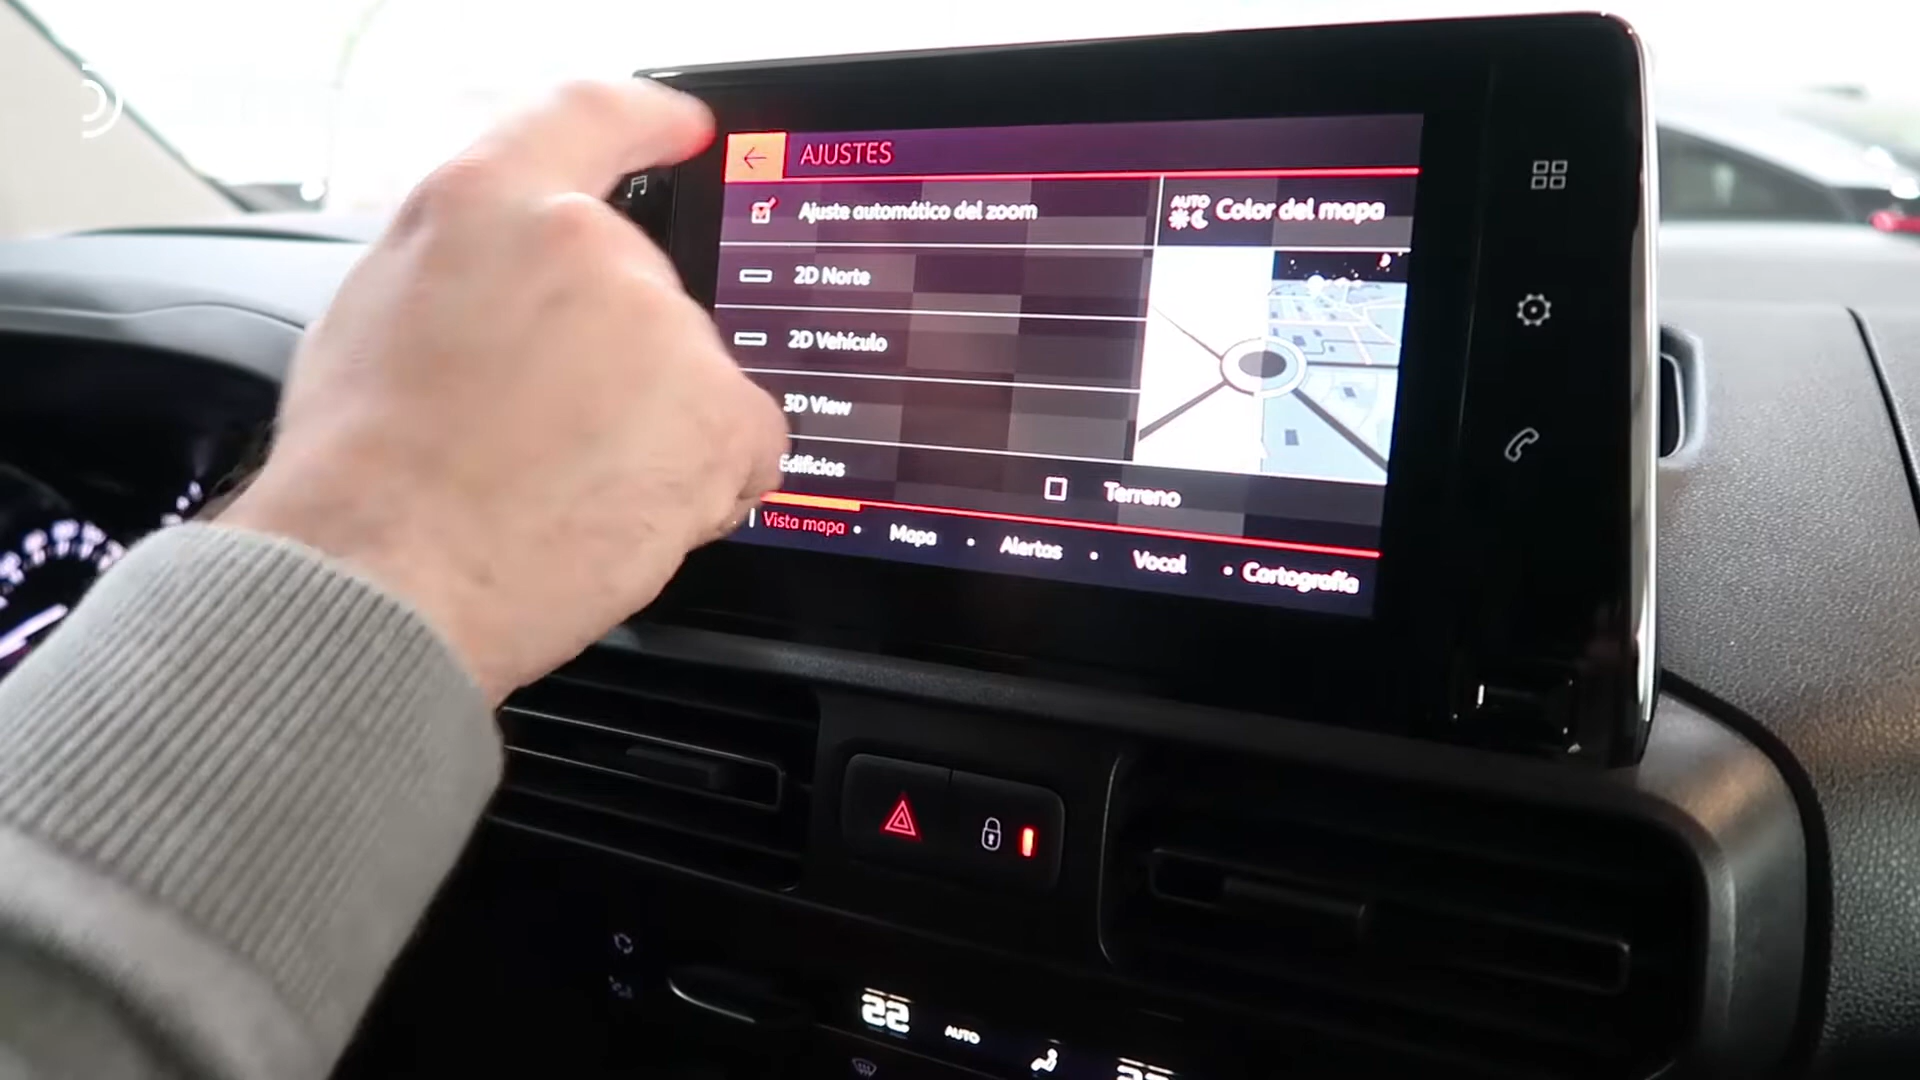 AJUSTES
Ajuste automático del zoom
AUTO Color del mapa
2D Norte
2D Vehículo
3D View
Edificios
Terreno
Vista mapa • Mapa • Alertas • Vocal • Cartografía
22
AUTO